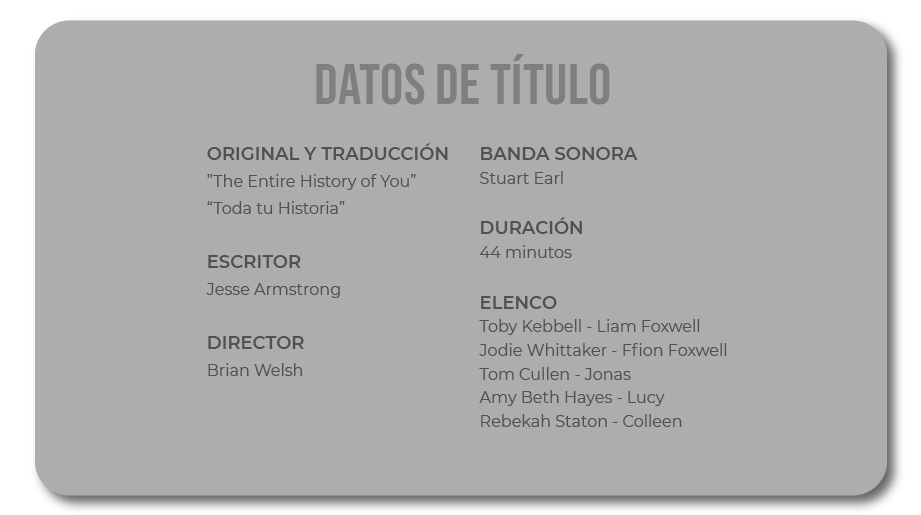 DATOS DE TÍTULO
ORIGINAL Y TRADUCCIÓN
”The Entire History of You”
“Toda tu Historia”
ESCRITOR
Jesse Armstrong
DIRECTOR
Brian Welsh
BANDA SONORA
Stuart Earl
DURACIÓN
44 minutos
ELENCO
Toby Kebbell - Liam Foxwell
Jodie Whittaker - Ffion Foxwell
Tom Cullen - Jonas
Amy Beth Hayes - Lucy
Rebekah Staton - Colleen